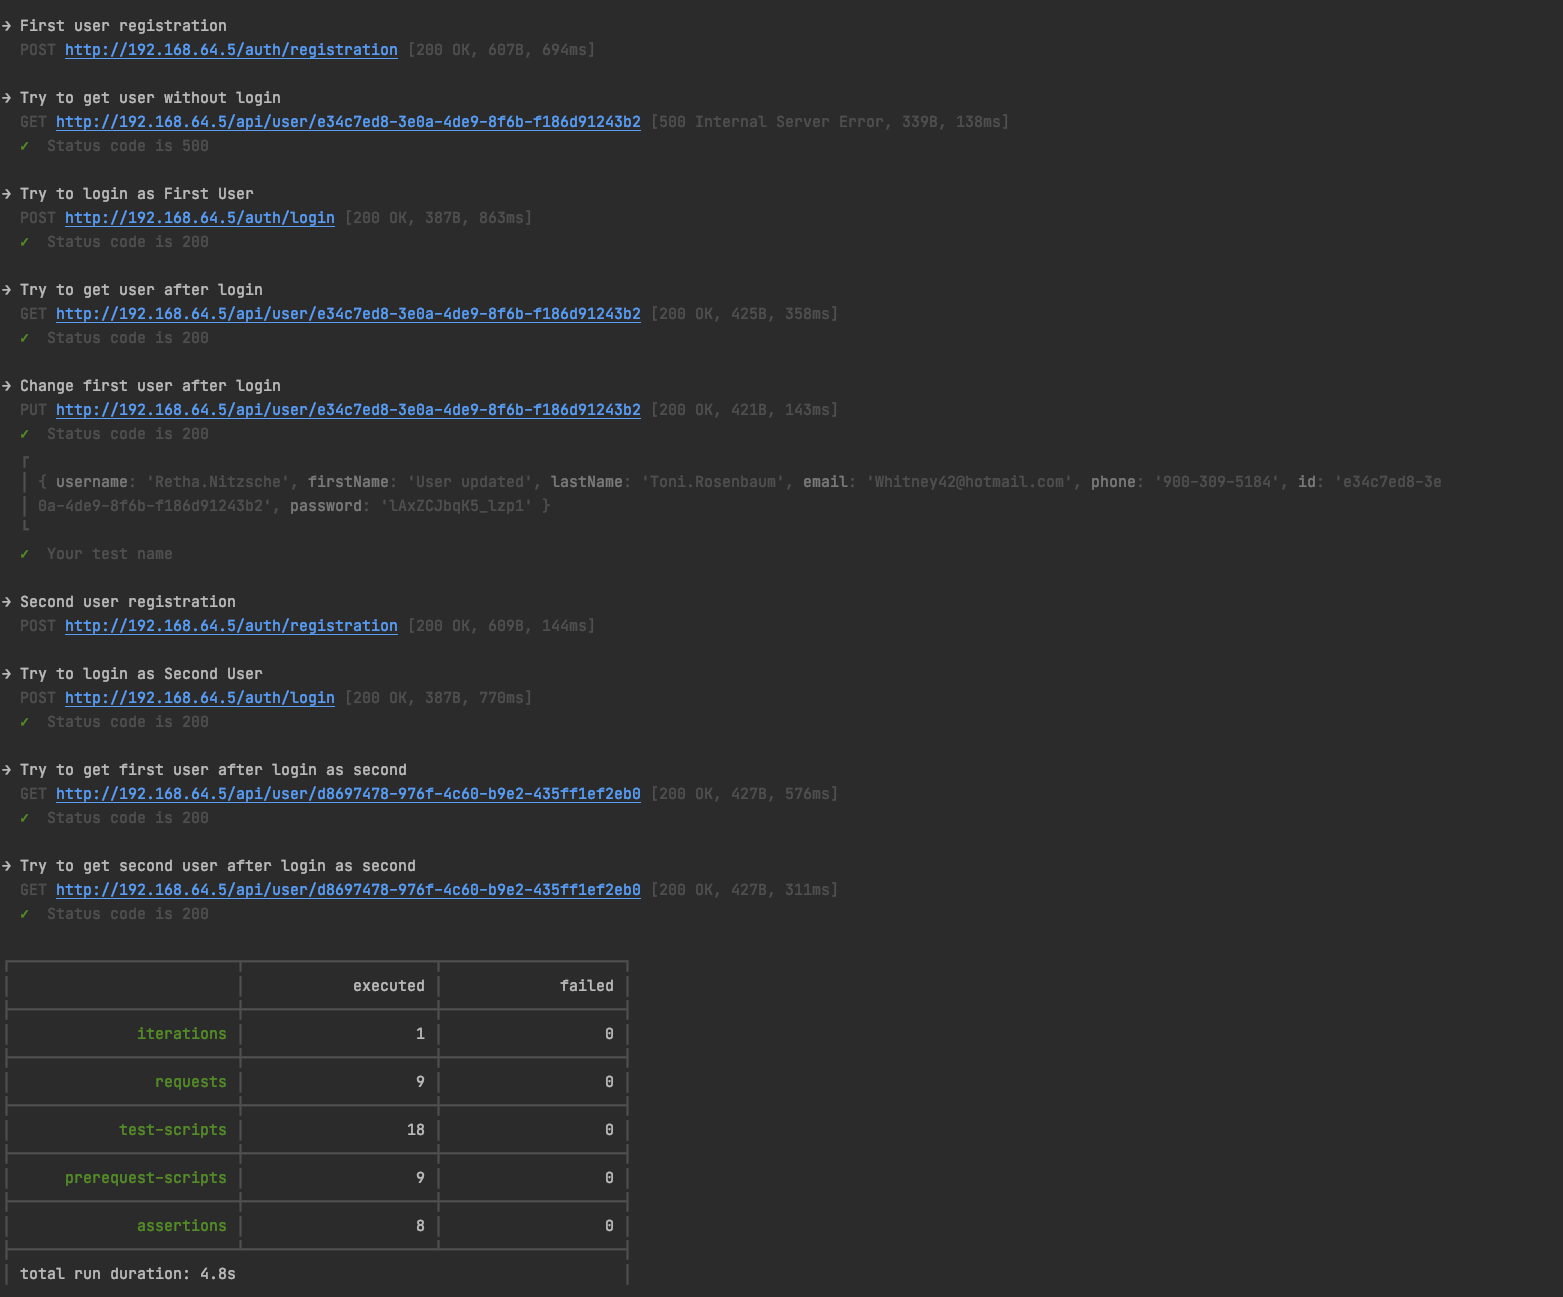 → First user registration
POST http://192.168.64.5/auth/registration [200 OK, 607B, 694ms]
→ Try to get user without login
GET http://192.168.64.5/api/user/e34c7ed8-3e0a-4de9-8f6b-f186d91243b2 [500 Internal Server Error, 339B, 138ms]
✓ Status code is 500
→ Try to login as First User
POST http://192.168.64.5/auth/login [200 OK, 387B, 863ms]
✓ Status code is 200
→ Try to get user after login
GET http://192.168.64.5/api/user/e34c7ed8-3e0a-4de9-8f6b-f186d91243b2 [200 OK, 425B, 358ms]
✓ Status code is 200
→ Change first user after login
PUT http://192.168.64.5/api/user/e34c7ed8-3e0a-4de9-8f6b-f186d91243b2 [200 OK, 421B, 143ms]
✓ Status code is 200
{ username: 'Retha.Nitzsche', firstName: 'User updated', lastName: 'Toni.Rosenbaum', email: 'Whitney42@hotmail.com', phone: '900-309-5184', id: 'e34c7ed8-3e
0a-4de9-8f6b-f186d91243b2', password: 'lAxZCJbqK5_lzp1' }
✓ Your test name
→ Second user registration
POST http://192.168.64.5/auth/registration [200 OK, 609B, 144ms]
→ Try to login as Second User
POST http://192.168.64.5/auth/login [200 OK, 387B, 770ms]
✓ Status code is 200
→ Try to get first user after login as second
GET http://192.168.64.5/api/user/d8697478-976f-4c60-b9e2-435ff1ef2eb0 [200 OK, 427B, 576ms]
✓ Status code is 200
→ Try to get second user after login as second
GET http://192.168.64.5/api/user/d8697478-976f-4c60-b9e2-435ff1ef2eb0 [200 OK, 427B, 311ms]
✓ Status code is 200
executed failed
iterations 1 0
requests 9 0
test-scripts 18 0
prerequest-scripts 9 0
assertions 8 0
total run duration: 4.8s